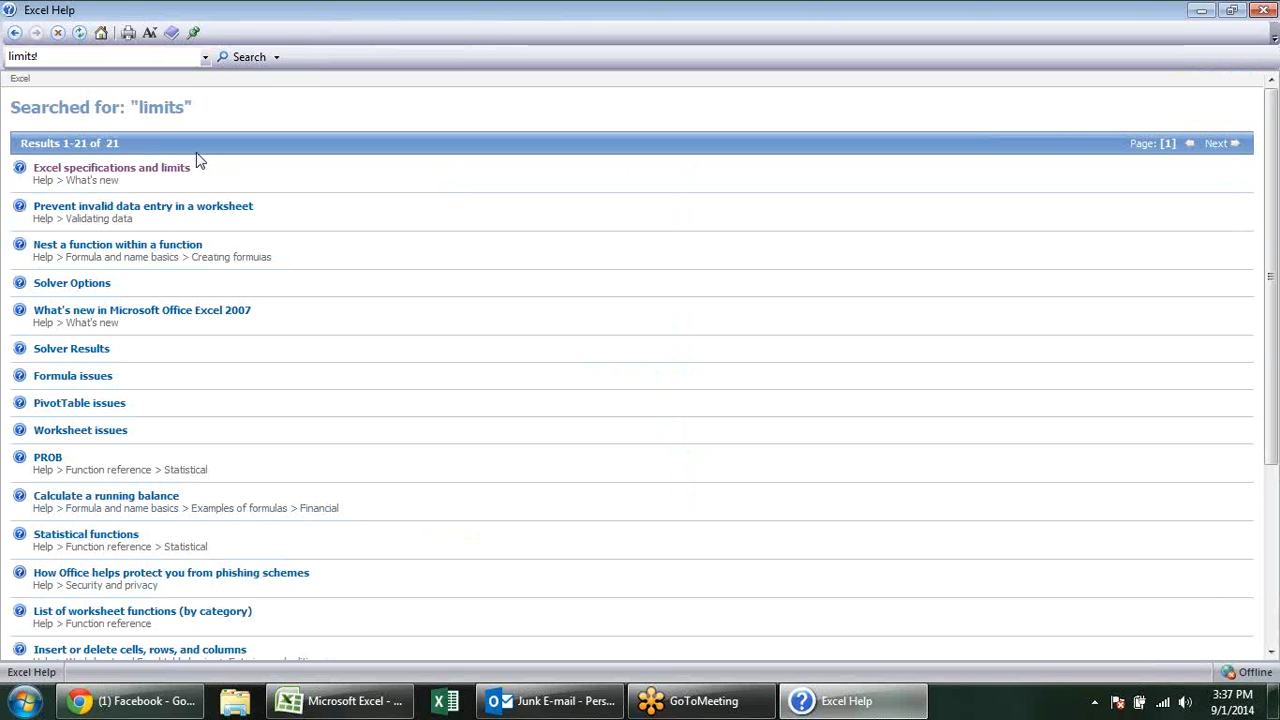 Excel Help
limits
Search
Excel
Searched for: "limits"
Results 1-21 of 21
Page: [1] Next
Excel specifications and limits
Help > What's new
Prevent invalid data entry in a worksheet
Help > Validating data
Nest a function within a function
Help > Formula and name basics > Creating formulas
Solver Options
What's new in Microsoft Office Excel 2007
Help > What's new
Solver Results
Formula issues
PivotTable issues
Worksheet issues
PROB
Help > Function reference > Statistical
Calculate a running balance
Help > Formula and name basics > Examples of formulas > Financial
Statistical functions
Help > Function reference > Statistical
How Office helps protect you from phishing schemes
Help > Security and privacy
List of worksheet functions (by category)
Help > Function reference
Insert or delete cells, rows, and columns
Excel Help
Offline
(1) Facebook - Go...
Microsoft Excel - ...
Junk E-mail - Pers...
GoToMeeting
Excel Help
3:37 PM
9/1/2014